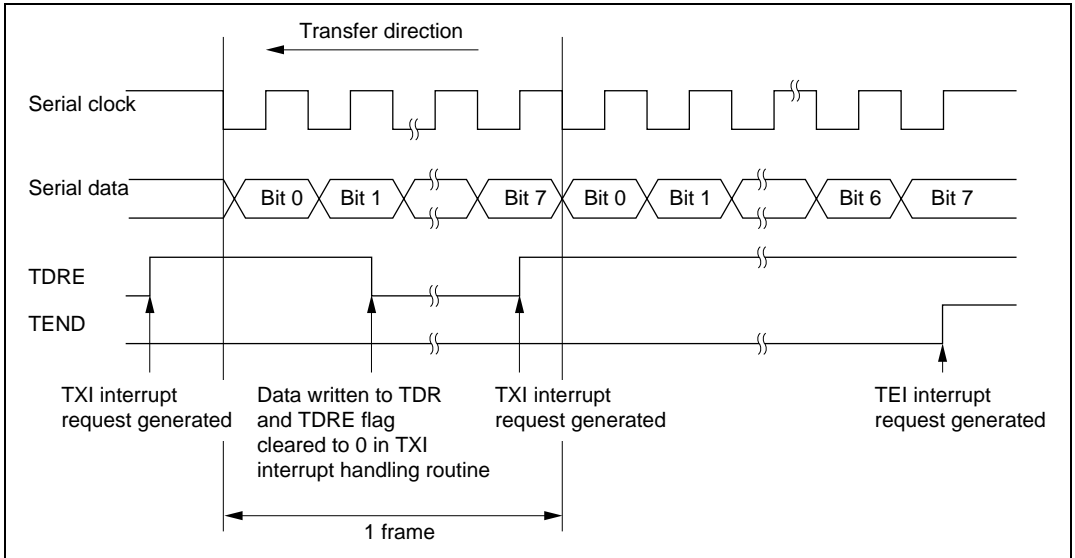 Transfer direction
Serial clock
Serial data
Bit 0
Bit 1
Bit 7
Bit 0
Bit 1
Bit 6
Bit 7
TDRE
TEND
TXI interrupt
request generated
Data written to TDR
and TDRE flag
cleared to 0 in TXI
interrupt handling routine
TXI interrupt
request generated
TEI interrupt
request generated
1 frame